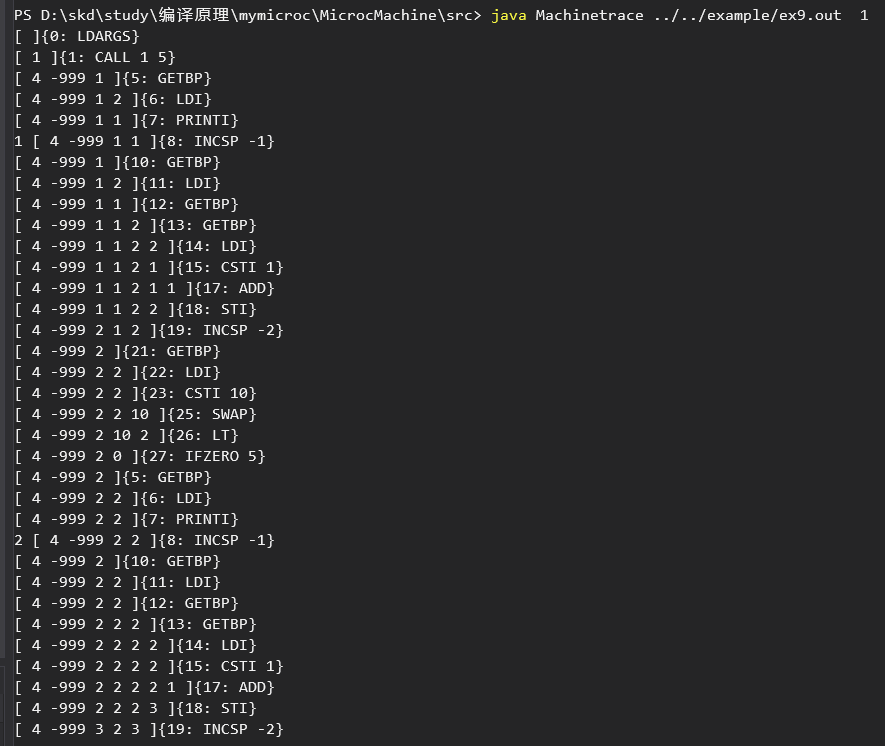 PS D:\skd\study\编译原理\mymicroc\MicrocMachine\src> java Machinetrace ../../example/ex9.out  1
[ ]{0: LDARGS}
[ 1 ]{1: CALL 1 5}
[ 4 -999 1 ]{5: GETBP}
[ 4 -999 1 2 ]{6: LDI}
[ 4 -999 1 1 ]{7: PRINTI}
1 [ 4 -999 1 1 ]{8: INCSP -1}
[ 4 -999 1 ]{10: GETBP}
[ 4 -999 1 2 ]{11: LDI}
[ 4 -999 1 1 ]{12: GETBP}
[ 4 -999 1 1 2 ]{13: GETBP}
[ 4 -999 1 1 2 2 ]{14: LDI}
[ 4 -999 1 1 2 1 ]{15: CSTI 1}
[ 4 -999 1 1 2 1 1 ]{17: ADD}
[ 4 -999 1 1 2 2 ]{18: STI}
[ 4 -999 2 1 2 ]{19: INCSP -2}
[ 4 -999 2 ]{21: GETBP}
[ 4 -999 2 2 ]{22: LDI}
[ 4 -999 2 2 ]{23: CSTI 10}
[ 4 -999 2 2 10 ]{25: SWAP}
[ 4 -999 2 10 2 ]{26: LT}
[ 4 -999 2 0 ]{27: IFZERO 5}
[ 4 -999 2 ]{5: GETBP}
[ 4 -999 2 2 ]{6: LDI}
[ 4 -999 2 2 ]{7: PRINTI}
2 [ 4 -999 2 2 ]{8: INCSP -1}
[ 4 -999 2 ]{10: GETBP}
[ 4 -999 2 2 ]{11: LDI}
[ 4 -999 2 2 ]{12: GETBP}
[ 4 -999 2 2 2 ]{13: GETBP}
[ 4 -999 2 2 2 2 ]{14: LDI}
[ 4 -999 2 2 2 2 ]{15: CSTI 1}
[ 4 -999 2 2 2 2 1 ]{17: ADD}
[ 4 -999 2 2 2 3 ]{18: STI}
[ 4 -999 3 2 3 ]{19: INCSP -2}